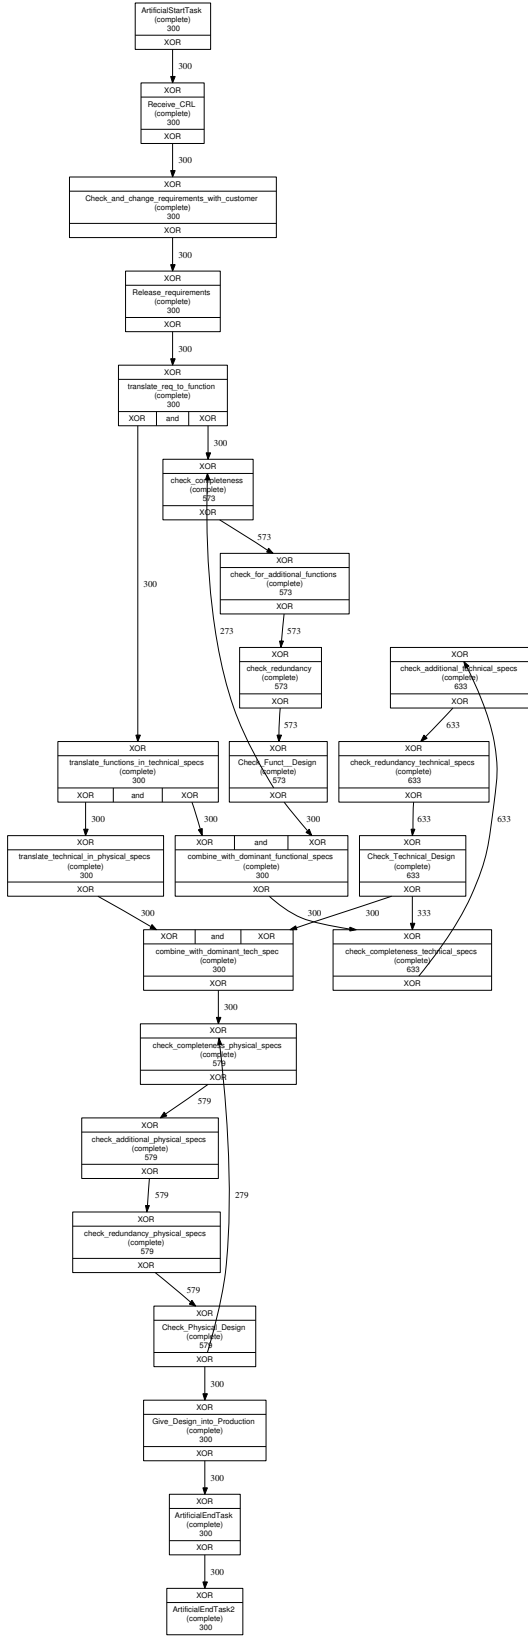 ArtificialStartTask
(complete)
300
XOR
300
XOR
Receive_CRL
(complete)
300
XOR
300
XOR
Check_and_change_requirements_with_customer
(complete)
300
XOR
300
XOR
Release_requirements
(complete)
300
XOR
300
XOR
translate_req_to_function
(complete)
300
XOR and XOR
300
XOR
check_completeness
(complete)
573
XOR
573
XOR
check_for_additional_functions
(complete)
573
XOR
300
273
573
XOR
check_redundancy
(complete)
573
XOR
XOR
check_additional_technical_specs
(complete)
633
XOR
573
633
XOR
translate_functions_in_technical_specs
(complete)
300
XOR and XOR
XOR
Check_Funct__Design
(complete)
573
XOR
XOR
check_redundancy_technical_specs
(complete)
633
XOR
300
300
300
633
633
XOR
translate_technical_in_physical_specs
(complete)
300
XOR
XOR and XOR
combine_with_dominant_functional_specs
(complete)
300
XOR
XOR
Check_Technical_Design
(complete)
633
XOR
300
300
300
333
XOR and XOR
combine_with_dominant_tech_spec
(complete)
300
XOR
XOR
check_completeness_technical_specs
(complete)
633
XOR
300
XOR
check_completeness_physical_specs
(complete)
579
XOR
579
XOR
check_additional_physical_specs
(complete)
579
XOR
579
279
XOR
check_redundancy_physical_specs
(complete)
579
XOR
579
XOR
Check_Physical_Design
(complete)
579
XOR
300
XOR
Give_Design_into_Production
(complete)
300
XOR
300
XOR
ArtificialEndTask
(complete)
300
XOR
300
XOR
ArtificialEndTask2
(complete)
300